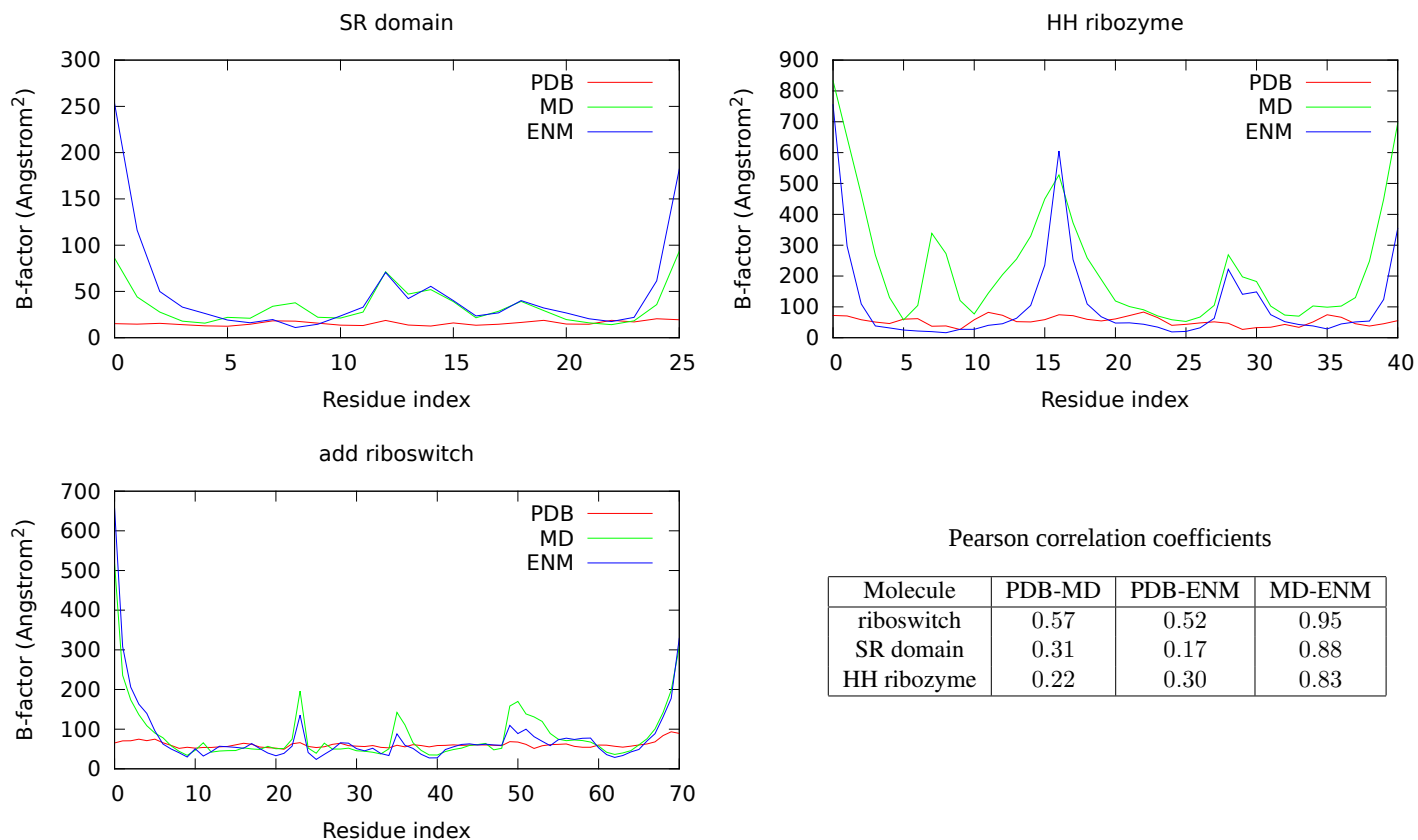 SR domain
B-factor (Angstrom²)
300
250
200
150
100
50
0
0 5 10 15 20 25
Residue index
PDB
MD
ENM
HH ribozyme
B-factor (Angstrom²)
900
800
700
600
500
400
300
200
100
0
0 5 10 15 20 25 30 35 40
Residue index
PDB
MD
ENM
add riboswitch
B-factor (Angstrom²)
700
600
500
400
300
200
100
0
0 10 20 30 40 50 60 70
Residue index
PDB
MD
ENM
Pearson correlation coefficients
Molecule PDB-MD PDB-ENM MD-ENM
riboswitch 0.57 0.52 0.95
SR domain 0.31 0.17 0.88
HH ribozyme 0.22 0.30 0.83